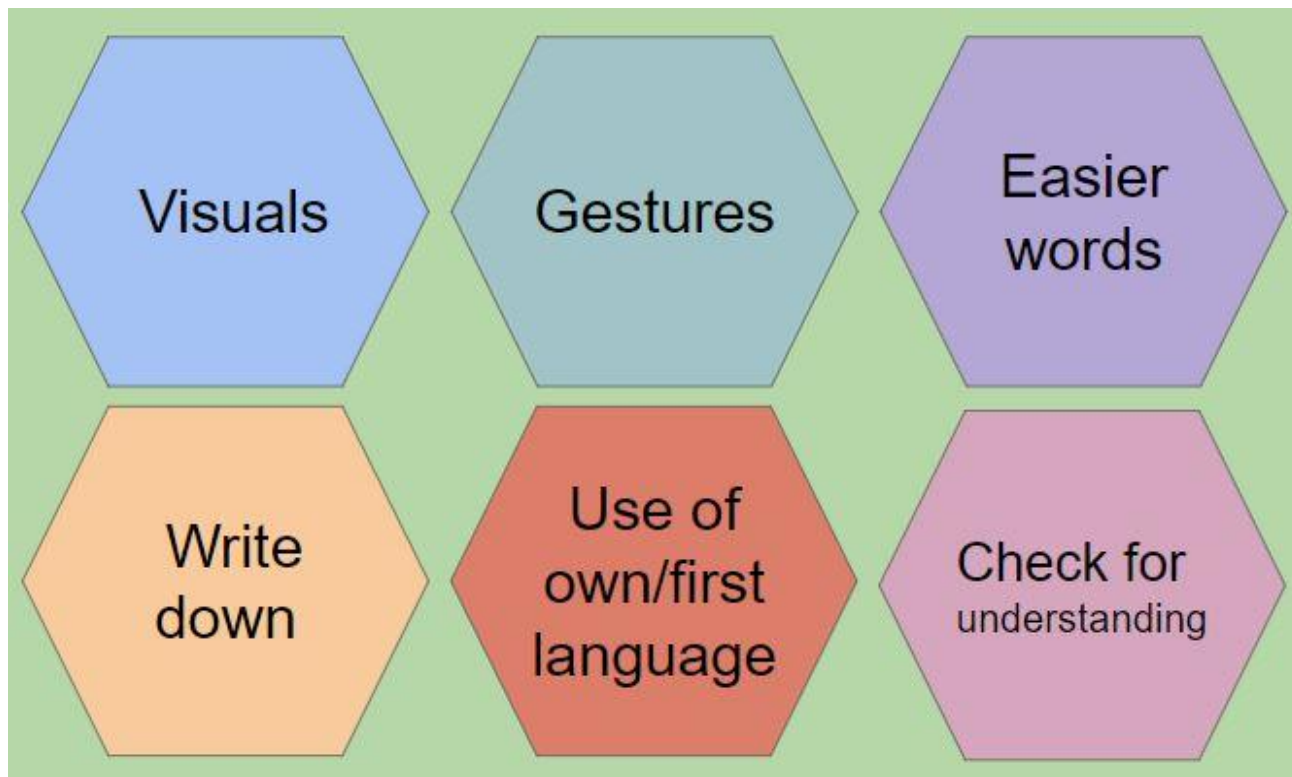 Visuals
Gestures
Easier
words
Write
down
Use of
own/first
language
Check for
understanding